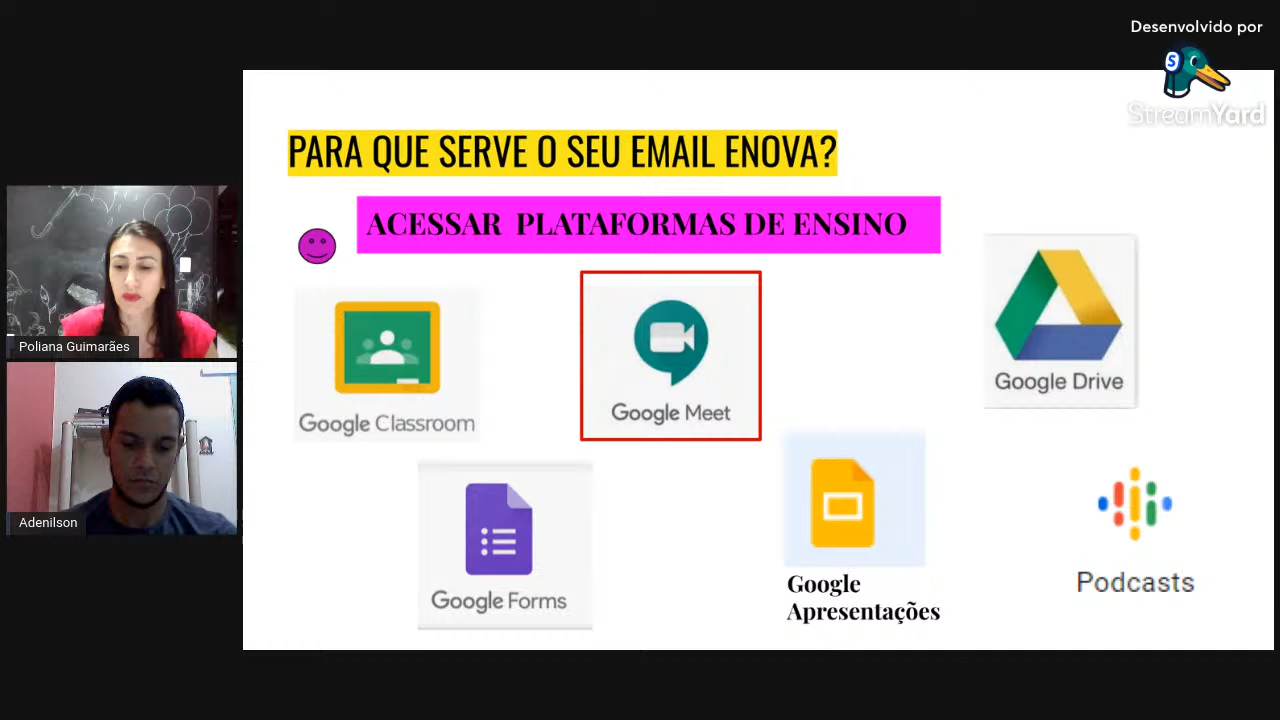 Desenvolvido por
StreamYard
PARA QUE SERVE O SEU EMAIL ENOVA?
ACESSAR PLATAFORMAS DE ENSINO
Google Classroom
Google Meet
Google Drive
Google Forms
Google
Apresentações
Podcasts
Poliana Guimarães
Adenilson